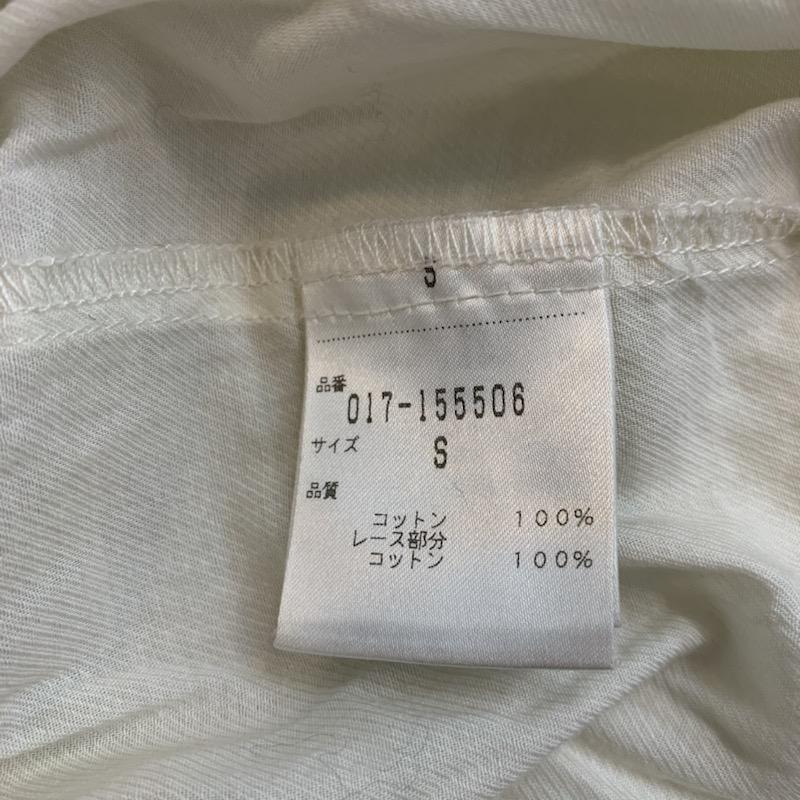 品番
017-155506
サイズ S
品質
コットン 100%
レース部分
コットン 100%